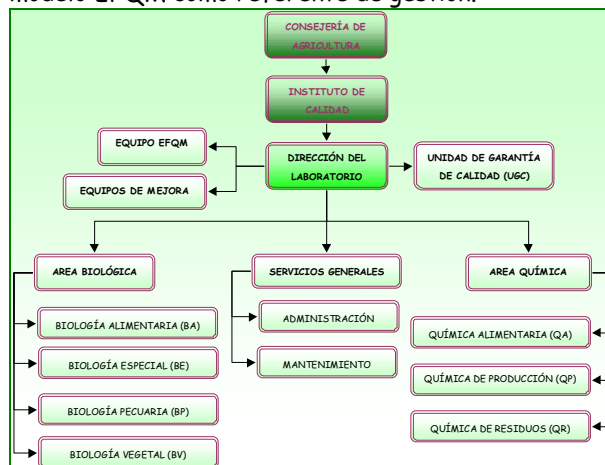 modelo EFQM como referente de gestión.
CONSEJERÍA DE
AGRICULTURA
INSTITUTO DE
CALIDAD
EQUIPO EFQM
EQUIPOS DE MEJORA
DIRECCIÓN DEL
LABORATORIO
UNIDAD DE GARANTÍA
DE CALIDAD (UGC)
AREA BIOLÓGICA
SERVICIOS GENERALES
AREA QUÍMICA
BIOLOGÍA ALIMENTARIA (BA)
BIOLOGÍA ESPECIAL (BE)
BIOLOGÍA PECUARIA (BP)
BIOLOGÍA VEGETAL (BV)
ADMINISTRACIÓN
MANTENIMIENTO
QUÍMICA ALIMENTARIA (QA)
QUÍMICA DE PRODUCCIÓN (QP)
QUÍMICA DE RESIDUOS (QR)